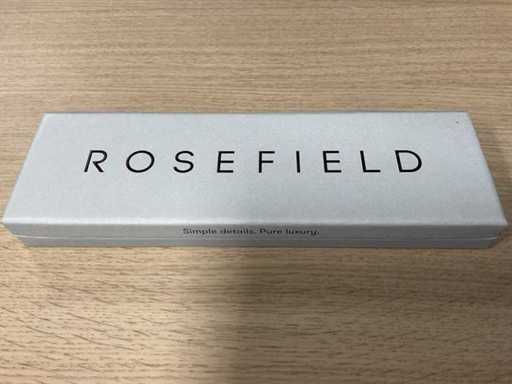 ROSEFIELD
Simple details. Pure luxury.